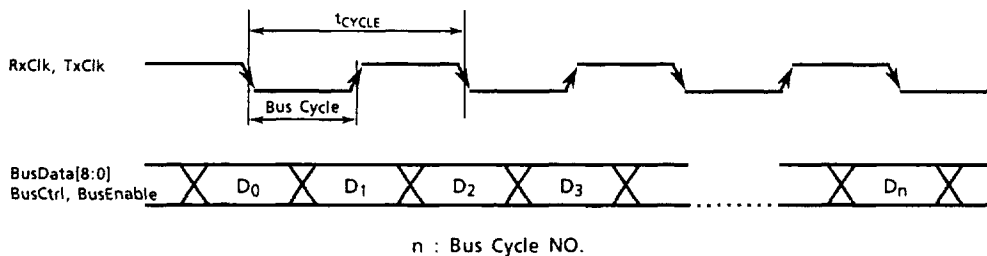 tCYCLE
RxClk, TxClk
Bus Cycle
BusData[8:0]
BusCtrl, BusEnable
D0 D1 D2 D3 Dn
n : Bus Cycle NO.